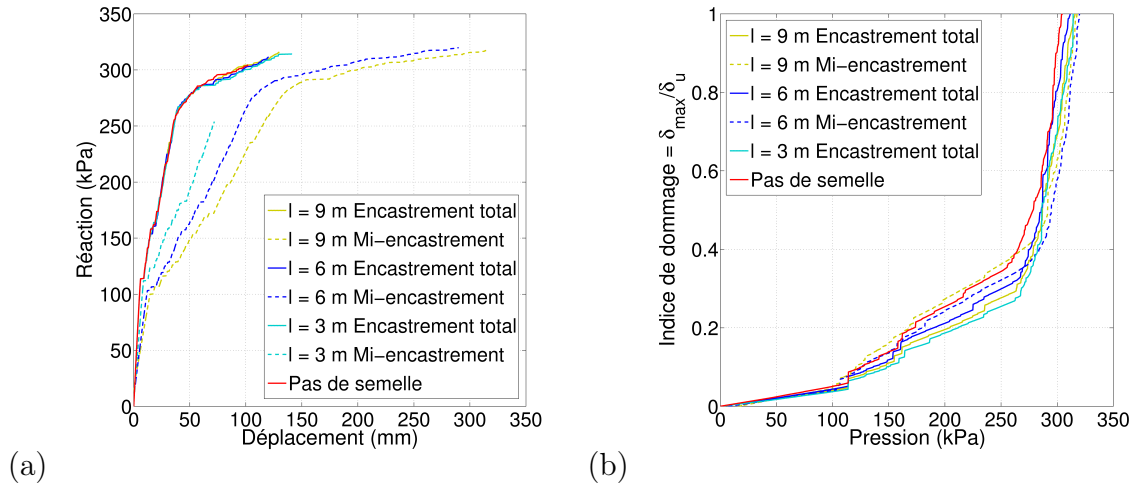 350
300
250
200
150
100
50
0
Réaction (kPa)
0 50 100 150 200 250 300 350
Déplacement (mm)
l = 9 m Encastrement total
l = 9 m Mi-encastrement
l = 6 m Encastrement total
l = 6 m Mi-encastrement
l = 3 m Encastrement total
l = 3 m Mi-encastrement
Pas de semelle
(a)
1
0.8
0.6
0.4
0.2
0
Indice de dommage = δmax/δu
0 50 100 150 200 250 300 350
Pression (kPa)
l = 9 m Encastrement total
l = 9 m Mi-encastrement
l = 6 m Encastrement total
l = 6 m Mi-encastrement
l = 3 m Encastrement total
Pas de semelle
(b)